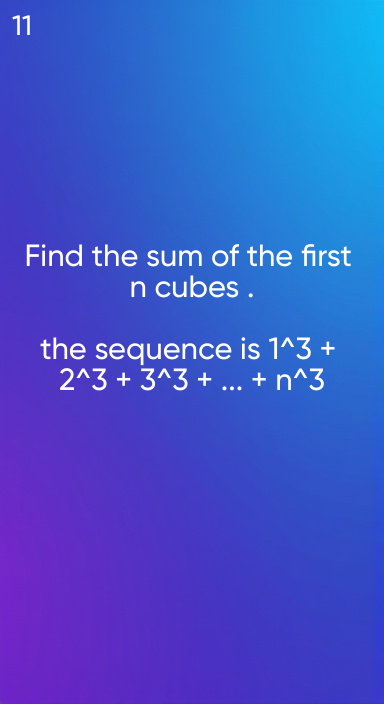 11
Find the sum of the first
n cubes .
the sequence is 1^3 +
2^3 + 3^3 + ... + n^3